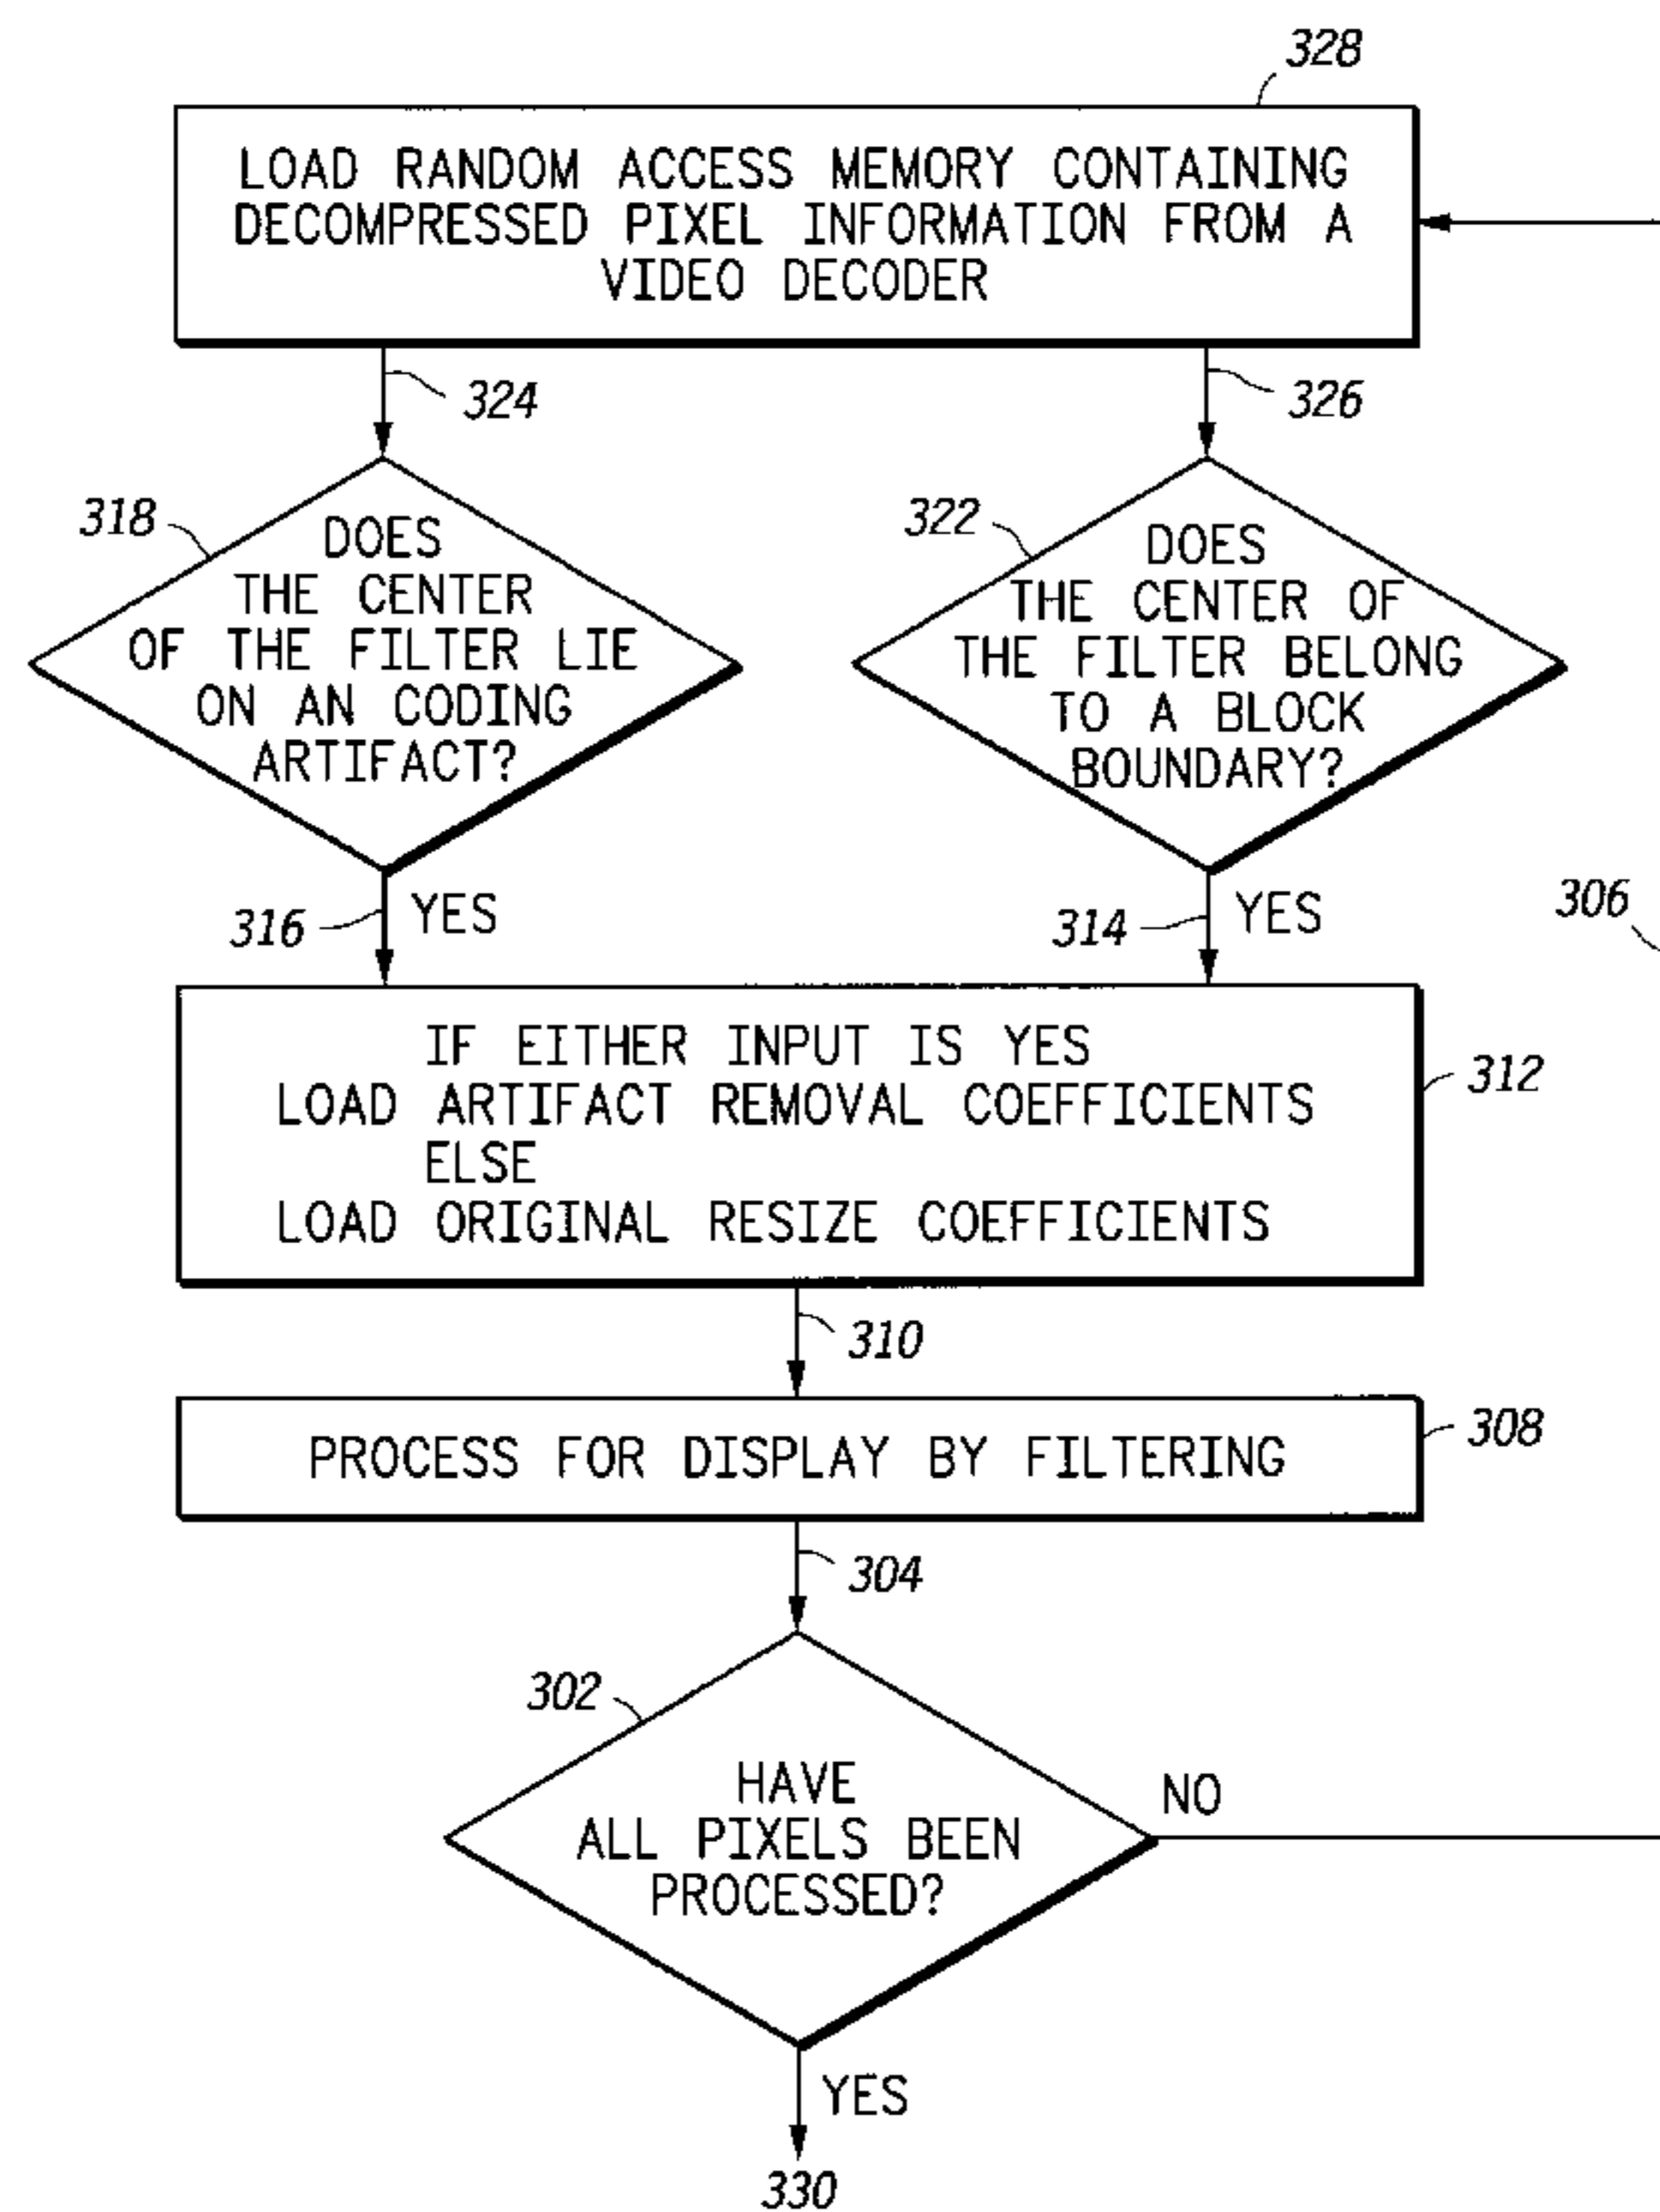 328
LOAD RANDOM ACCESS MEMORY CONTAINING
DECOMPRESSED PIXEL INFORMATION FROM A
VIDEO DECODER
324
326
318
DOES
THE CENTER
OF THE FILTER LIE
ON AN CODING
ARTIFACT?
322
DOES
THE CENTER OF
THE FILTER BELONG
TO A BLOCK
BOUNDARY?
316
YES
314
YES
306
IF EITHER INPUT IS YES
LOAD ARTIFACT REMOVAL COEFFICIENTS
ELSE
LOAD ORIGINAL RESIZE COEFFICIENTS
312
310
PROCESS FOR DISPLAY BY FILTERING
308
304
302
HAVE
ALL PIXELS BEEN
PROCESSED?
NO
YES
330